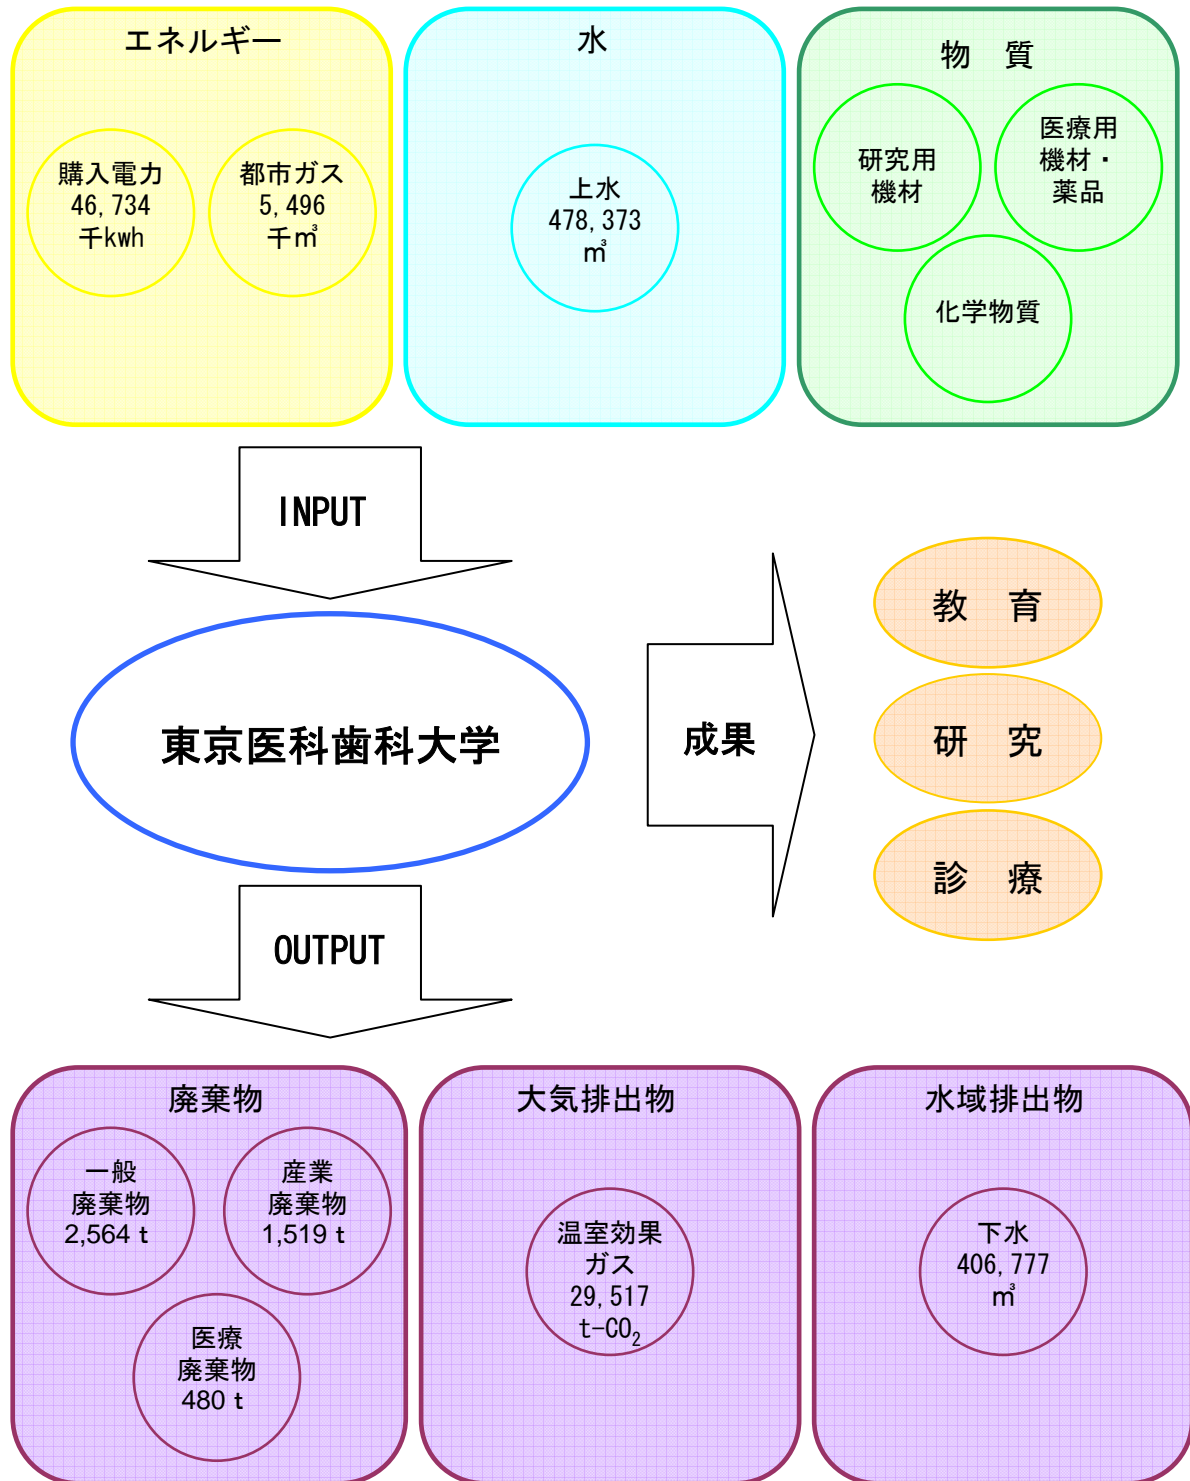 エネルギー
購入電力
46,734
千kwh
都市ガス
5,496
千㎥
水
上水
478,373
㎥
物　質
研究用
機材
医療用
機材・
薬品
化学物質
INPUT
東京医科歯科大学
成果
教　育
研　究
診　療
OUTPUT
廃棄物
一般
廃棄物
2,564 t
産業
廃棄物
1,519 t
医療
廃棄物
480 t
大気排出物
温室効果
ガス
29,517
t-CO₂
水域排出物
下水
406,777
㎥